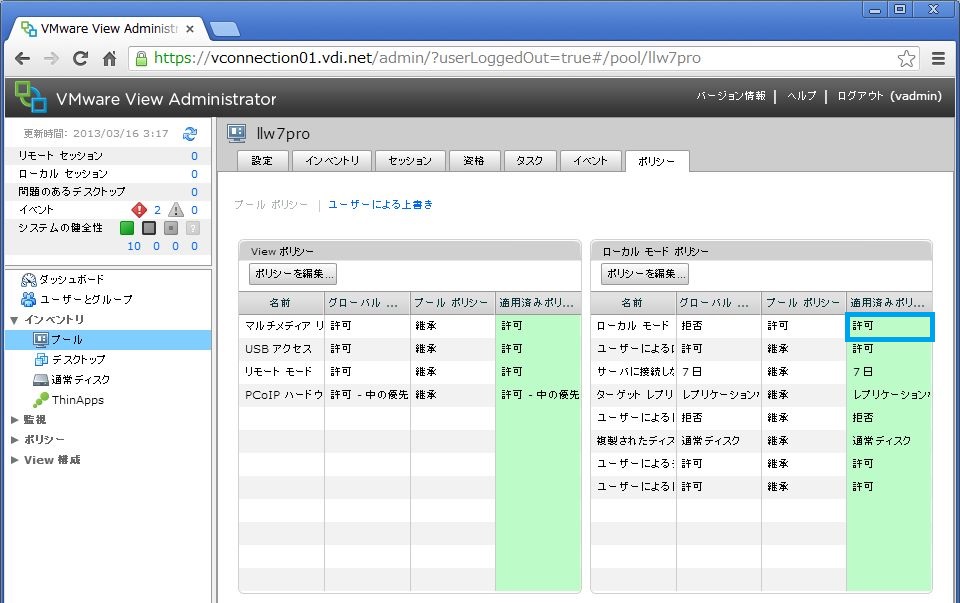 VMware View Administr
https://vconnection01.vdi.net/admin/?userLoggedOut=true#/pool/llw7pro
VMware View Administrator
バージョン情報 | ヘルプ | ログアウト (vadmin)
更新時間: 2013/03/16 3:17
リモート セッション 0
ローカル セッション 0
問題のあるデスクトップ 0
イベント 2 0
システムの健全性
10 0 0 0
ダッシュボード
ユーザーとグループ
インベントリ
プール
デスクトップ
通常ディスク
ThinApps
監視
ポリシー
View 構成
llw7pro
設定 インベントリ セッション 資格 タスク イベント ポリシー
プール ポリシー | ユーザーによる上書き
View ポリシー
ポリシーを編集...
名前 グローバル ... プール ポリシー 適用済みポリ...
マルチメディア リ 許可 継承 許可
USB アクセス 許可 継承 許可
リモート モード 許可 継承 許可
PCoIP ハードウ 許可 - 中の優先 継承 許可 - 中の優先
ローカル モード ポリシー
ポリシーを編集...
名前 グローバル ... プール ポリシー 適用済みポリ...
ローカル モード 拒否 許可 許可
ユーザーによる 許可 継承 許可
サーバに接続し 7 日 継承 7 日
ターゲット レプリ レプリケーション 継承 レプリケーション
ユーザーによる 拒否 継承 拒否
複製されたディス 通常ディスク 継承 通常ディスク
ユーザーによる 許可 継承 許可
ユーザーによる 許可 継承 許可